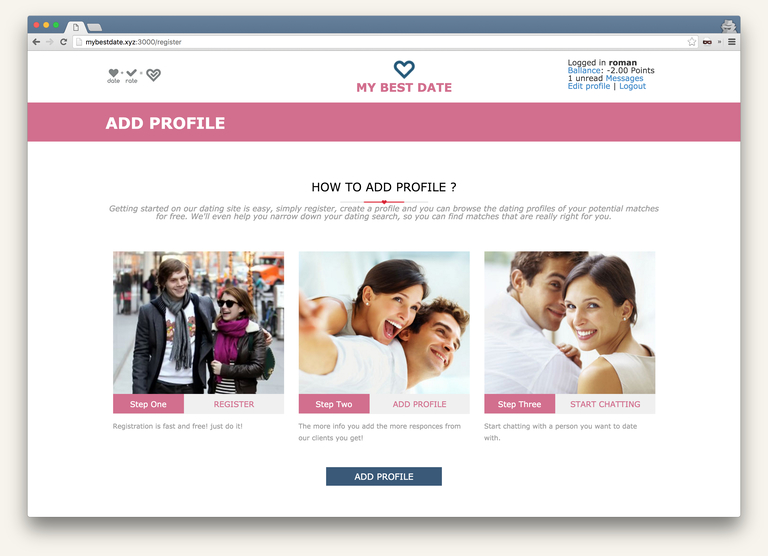 mybestdate.xyz:3000/register
date rate
MY BEST DATE
Logged in roman
Ballance: -2.00 Points
1 unread Messages
Edit profile | Logout
ADD PROFILE
HOW TO ADD PROFILE ?
Getting started on our dating site is easy, simply register, create a profile and you can browse the dating profiles of your potential matches
for free. We'll even help you narrow down your dating search, so you can find matches that are really right for you.
Step One REGISTER
Registration is fast and free! just do it!
Step Two ADD PROFILE
The more info you add the more responces from
our clients you get!
Step Three START CHATTING
Start chatting with a person you want to date
with.
ADD PROFILE